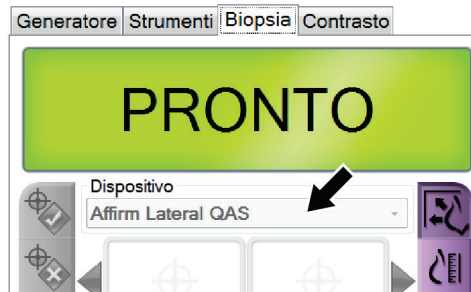 Generatore Strumenti Biopsia Contrasto
PRONTO
Dispositivo
Affirm Lateral QAS